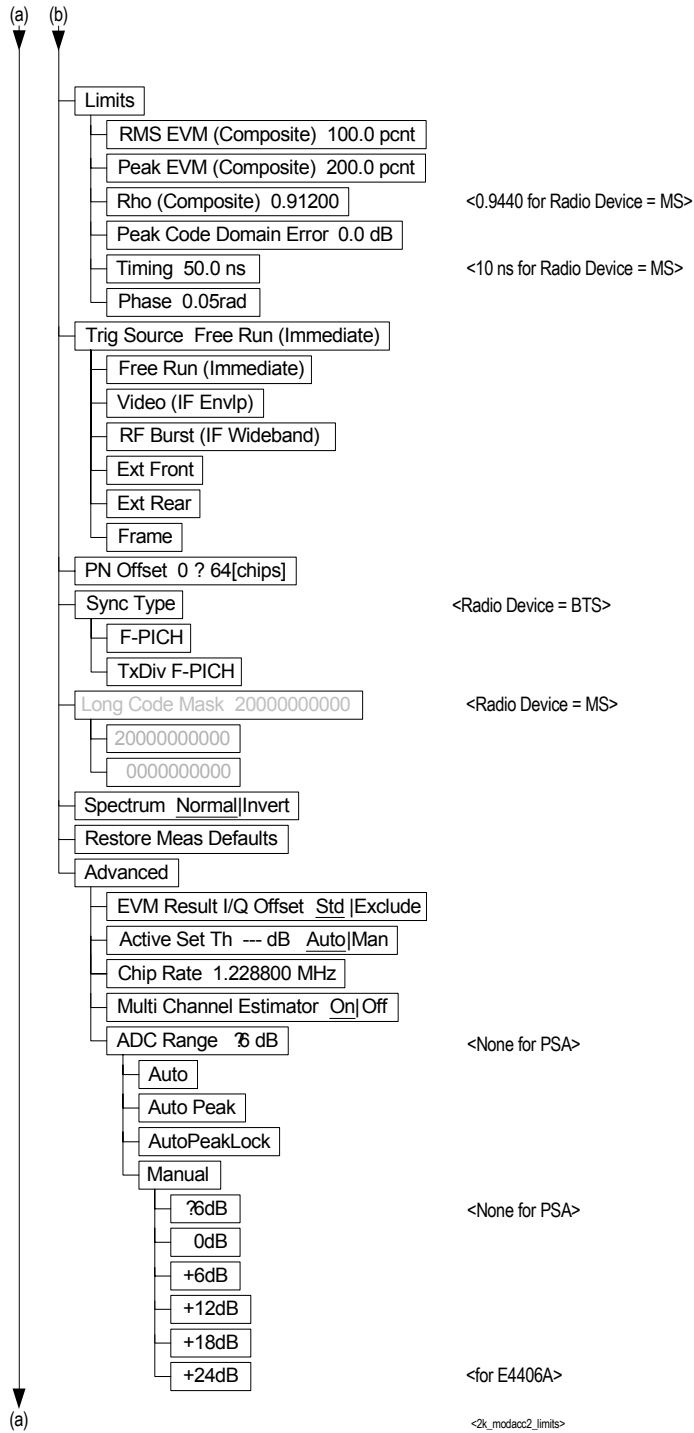 (a) (b)
Limits
RMS EVM (Composite) 100.0 pcnt
Peak EVM (Composite) 200.0 pcnt
Rho (Composite) 0.91200 <0.9440 for Radio Device = MS>
Peak Code Domain Error 0.0 dB
Timing 50.0 ns <10 ns for Radio Device = MS>
Phase 0.05rad
Trig Source Free Run (Immediate)
Free Run (Immediate)
Video (IF Envlp)
RF Burst (IF Wideband)
Ext Front
Ext Rear
Frame
PN Offset 0 ? 64[chips]
Sync Type <Radio Device = BTS>
F-PICH
TxDiv F-PICH
Long Code Mask 20000000000 <Radio Device = MS>
20000000000
0000000000
Spectrum Normal|Invert
Restore Meas Defaults
Advanced
EVM Result I/Q Offset Std |Exclude
Active Set Th --- dB Auto|Man
Chip Rate 1.228800 MHz
Multi Channel Estimator On|Off
ADC Range ?6 dB <None for PSA>
Auto
Auto Peak
AutoPeakLock
Manual
?6dB <None for PSA>
0dB
+6dB
+12dB
+18dB
+24dB <for E4406A>
(a) <2k_modacc2_limits>